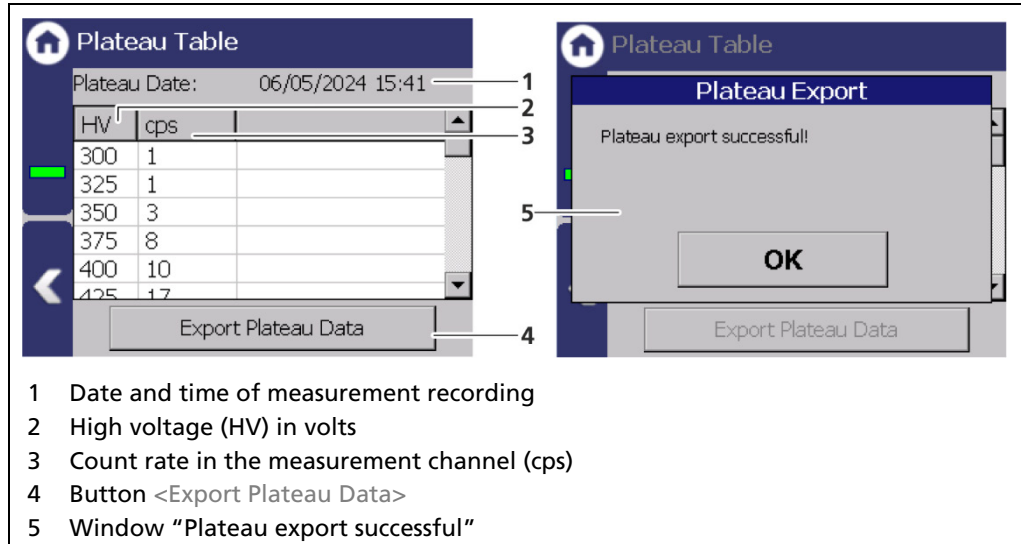 Plateau Table
Plateau Date: 06/05/2024 15:41
HV cps
300 1
325 1
350 3
375 8
400 10
425 17
Export Plateau Data
1
2
3
4
Plateau Table
Plateau Export
Plateau export successful!
OK
Export Plateau Data
5
1 Date and time of measurement recording
2 High voltage (HV) in volts
3 Count rate in the measurement channel (cps)
4 Button <Export Plateau Data>
5 Window “Plateau export successful”